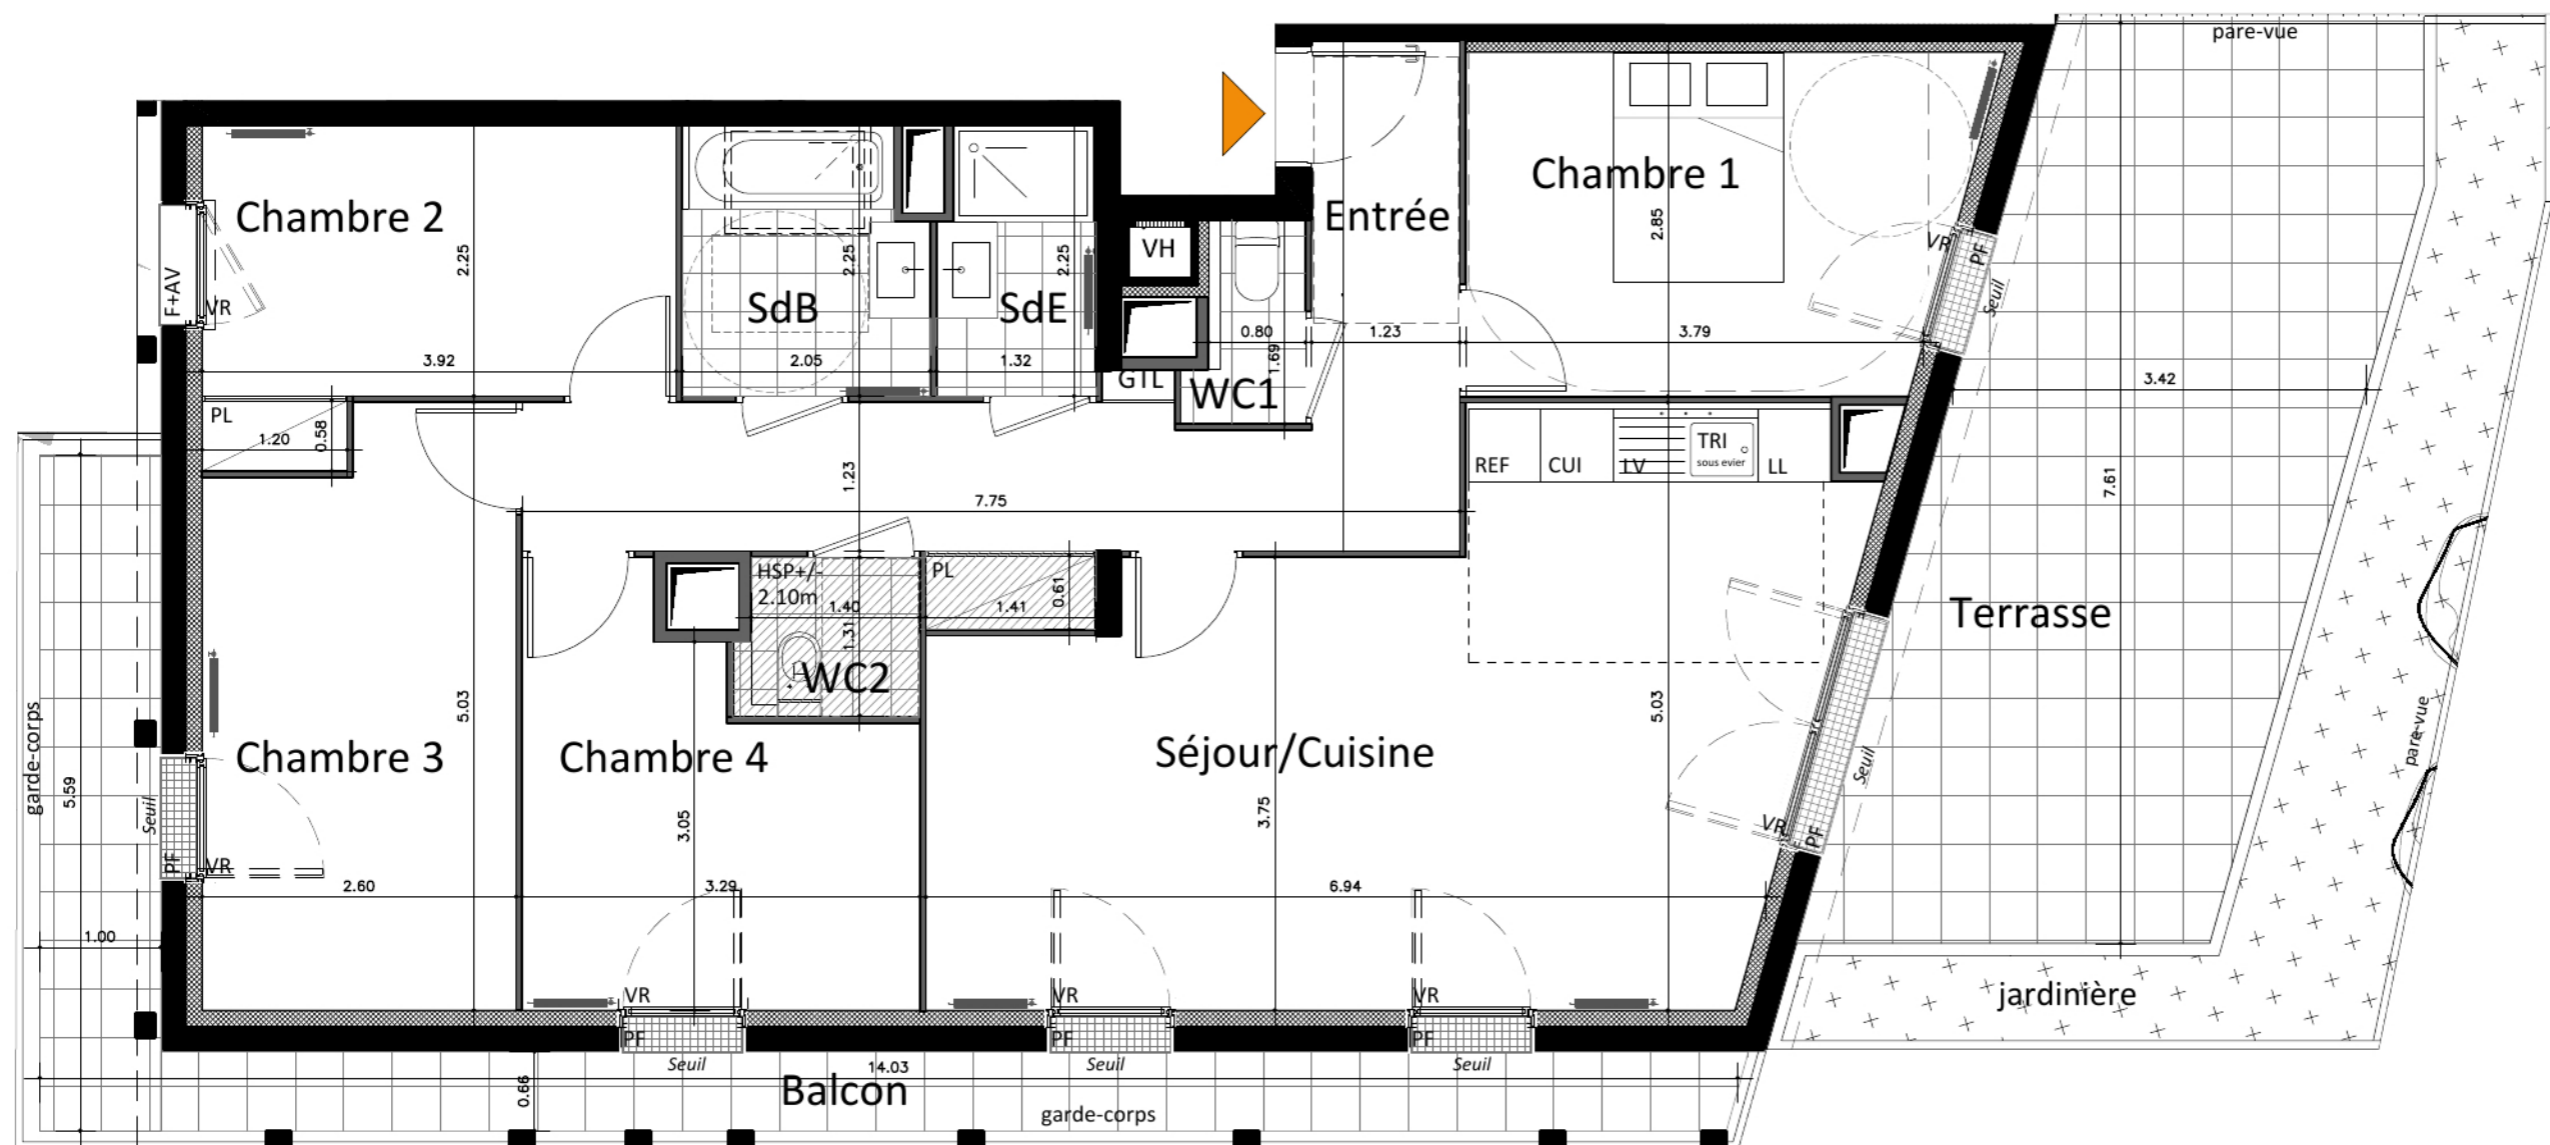 pare-vue
Chambre 1
Entrée
Chambre 2
2.25
2.25
2.25
2.85
VH
SdB
SdE
F+AV
VR
VR
PF
Seuil
0.80
1.23
3.79
1.69
3.92
2.05
1.32
GTL
WC1
3.42
PL
1.20
0.58
REF
CUI
LV
TRI
sous evier
LL
1.23
7.75
7.61
HSP+/-
2.10m
PL
1.40
1.41
0.61
1.31
WC2
Terrasse
garde-corps
5.59
5.03
Chambre 3
Chambre 4
3.05
Séjour/Cuisine
3.75
5.03
Seuil
pare-vue
Seuil
PF
VR
VR
PF
2.60
3.29
6.94
1.00
VR
VR
VR
jardinière
PF
PF
PF
Seuil
Seuil
Seuil
14.03
0.66
Balcon
garde-corps